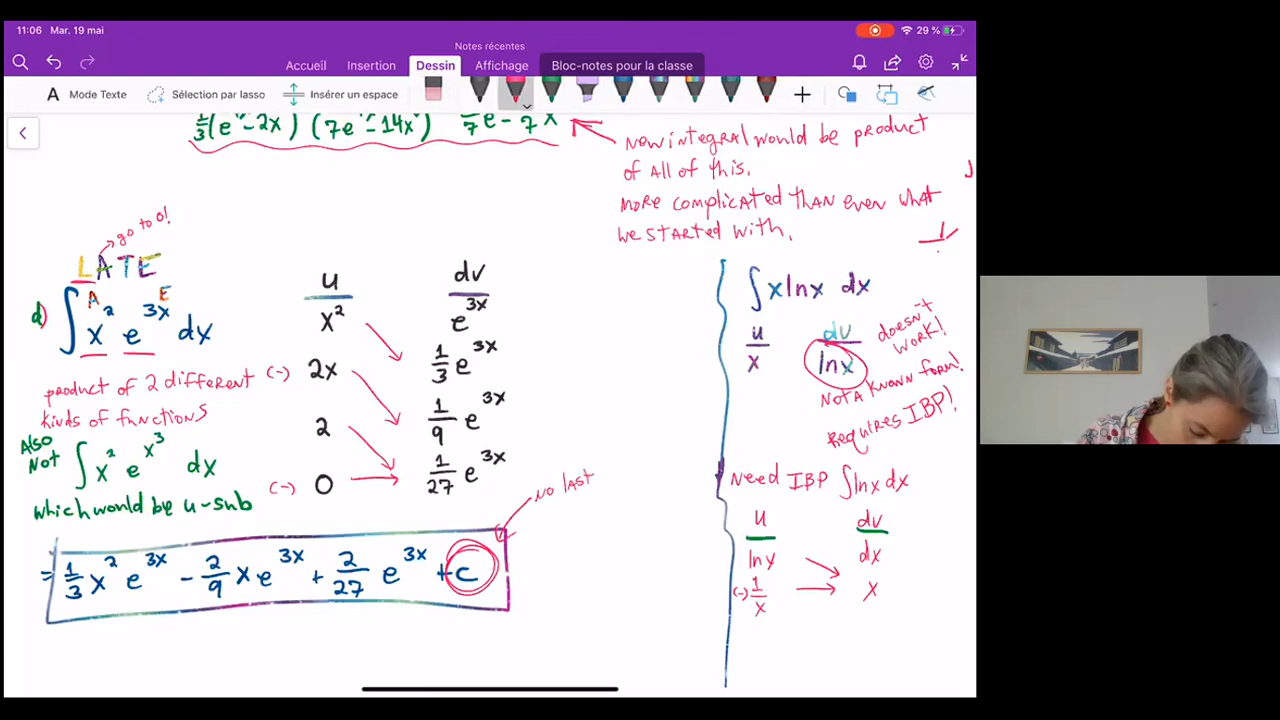 11:06 Mar. 19 mai
29 %
Notes récentes
Accueil Insertion Dessin Affichage Bloc-notes pour la classe
A Mode Texte Sélection par lasso Insérer un espace
New integral would be product
of All of this.
More complicated than even what
we started with.
→ go to 0!
LATE
A E
d) ∫ x² e^3x dx
product of 2 different
kinds of functions
Also
Not ∫ x² e^x³ dx
which would be u-sub
u dv
x² e^3x
(-) 2x 1/3 e^3x
2 1/9 e^3x
(-) 0 1/27 e^3x
No last
= 1/3 x² e^3x - 2/9 x e^3x + 2/27 e^3x + c
∫ x ln x dx
u dv
x ln x
doesn't
work!
Not a known form!
Requires IBP!
Need IBP ∫ ln x dx
u dv
ln x dx
(-) 1/x x